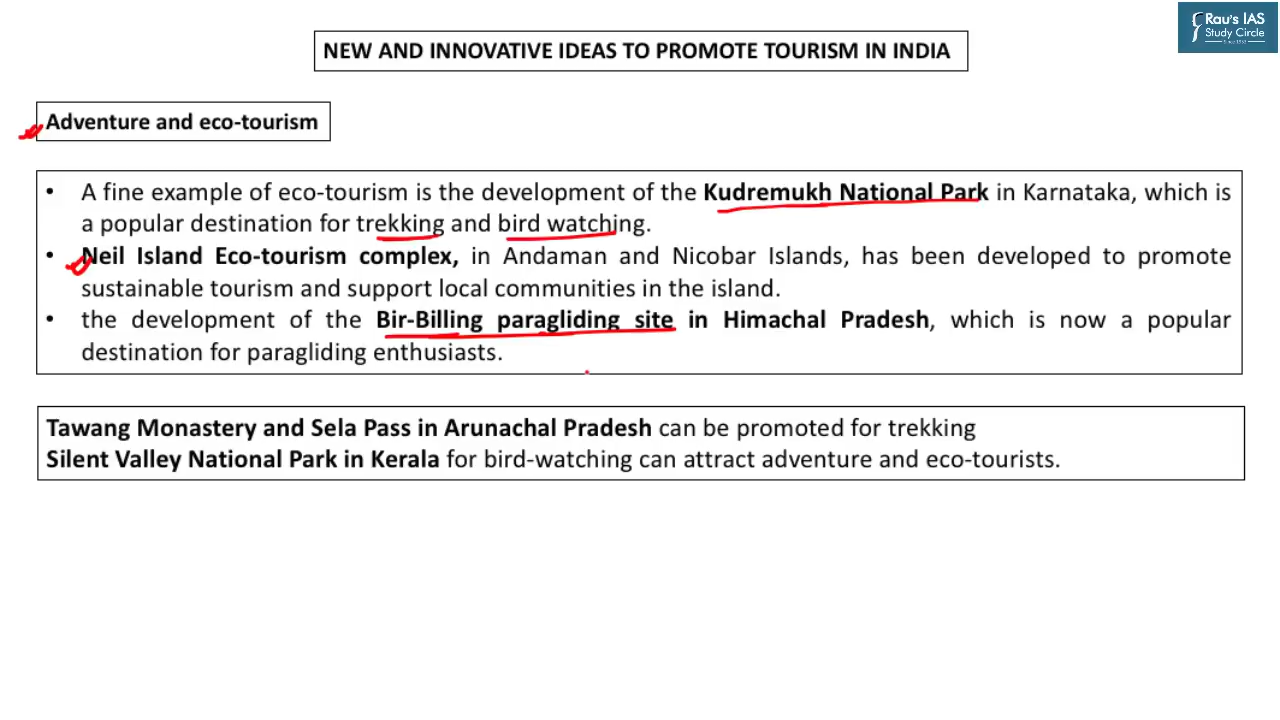 Rau's IAS
Study Circle
Since 1953
NEW AND INNOVATIVE IDEAS TO PROMOTE TOURISM IN INDIA
Adventure and eco-tourism
• A fine example of eco-tourism is the development of the Kudremukh National Park in Karnataka, which is
a popular destination for trekking and bird watching.
• Neil Island Eco-tourism complex, in Andaman and Nicobar Islands, has been developed to promote
sustainable tourism and support local communities in the island.
• the development of the Bir-Billing paragliding site in Himachal Pradesh, which is now a popular
destination for paragliding enthusiasts.
Tawang Monastery and Sela Pass in Arunachal Pradesh can be promoted for trekking
Silent Valley National Park in Kerala for bird-watching can attract adventure and eco-tourists.